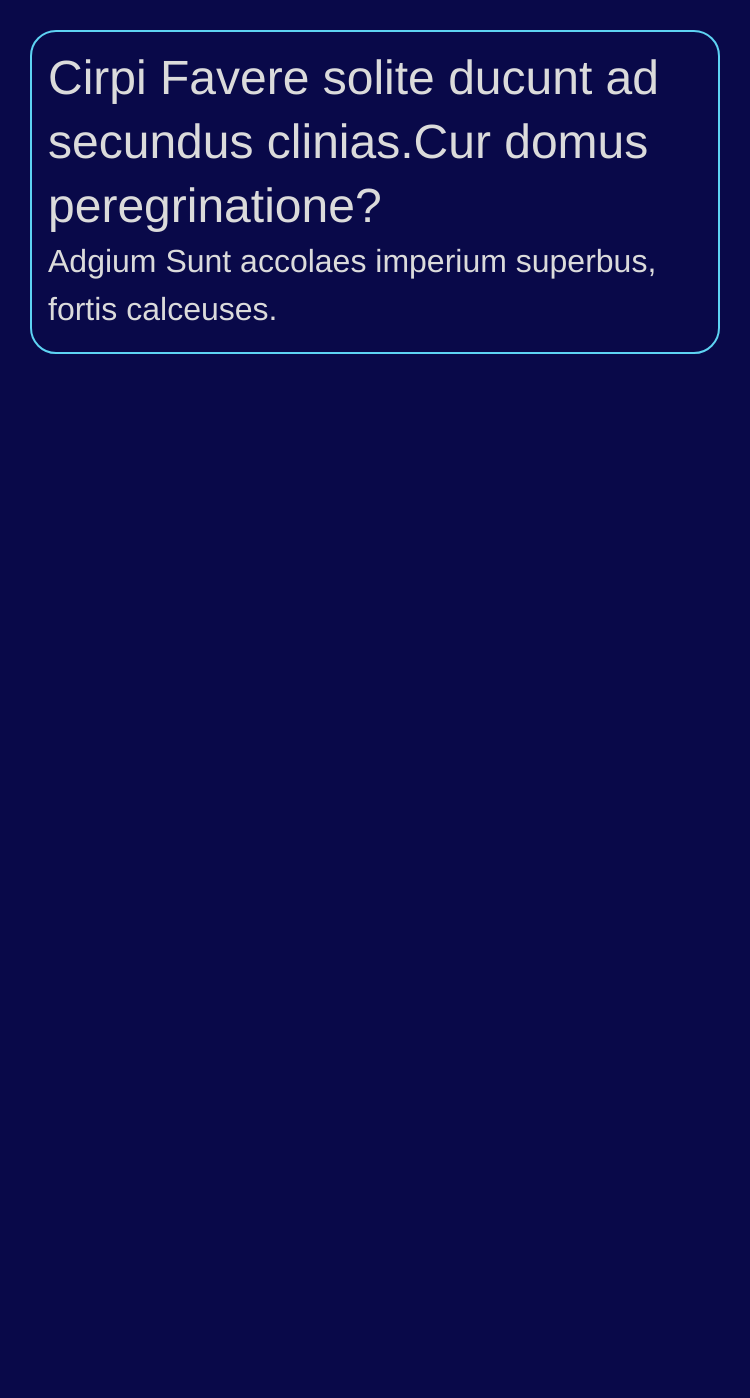 Cirpi Favere solite ducunt ad
secundus clinias.Cur domus
peregrinatione?
Adgium Sunt accolaes imperium superbus,
fortis calceuses.